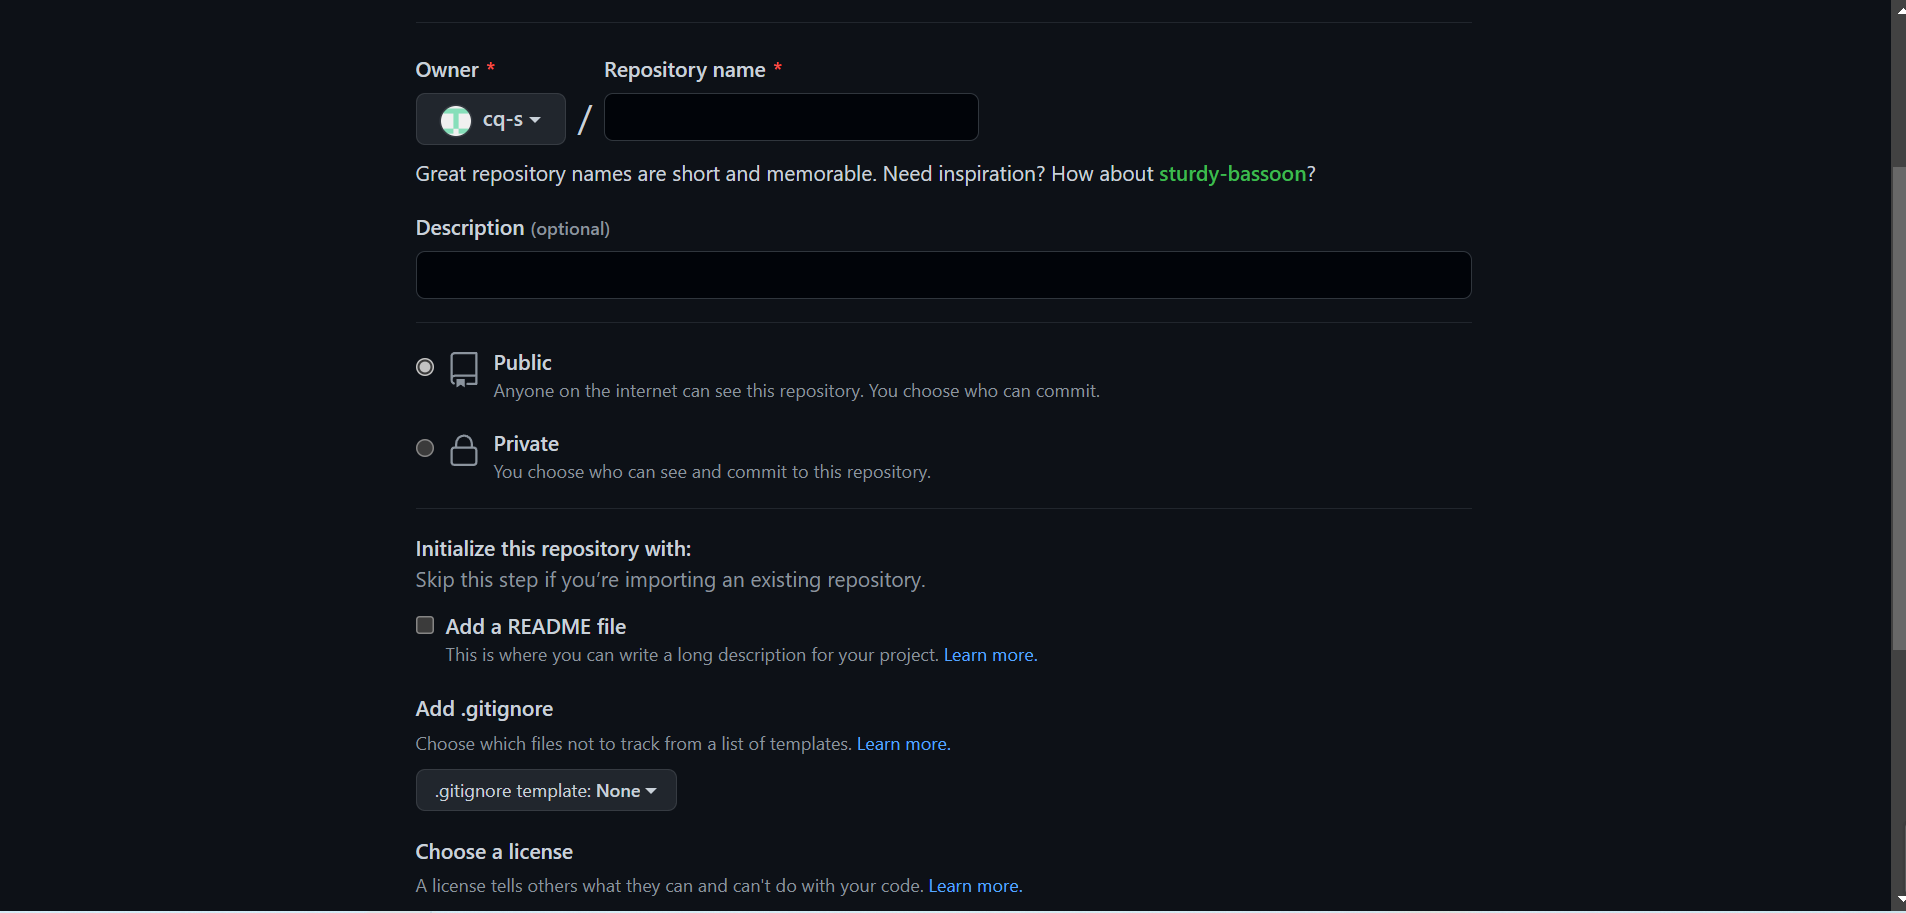 Owner * Repository name *
cq-s /
Great repository names are short and memorable. Need inspiration? How about sturdy-bassoon?
Description (optional)
Public
Anyone on the internet can see this repository. You choose who can commit.
Private
You choose who can see and commit to this repository.
Initialize this repository with:
Skip this step if you’re importing an existing repository.
Add a README file
This is where you can write a long description for your project. Learn more.
Add .gitignore
Choose which files not to track from a list of templates. Learn more.
.gitignore template: None
Choose a license
A license tells others what they can and can't do with your code. Learn more.